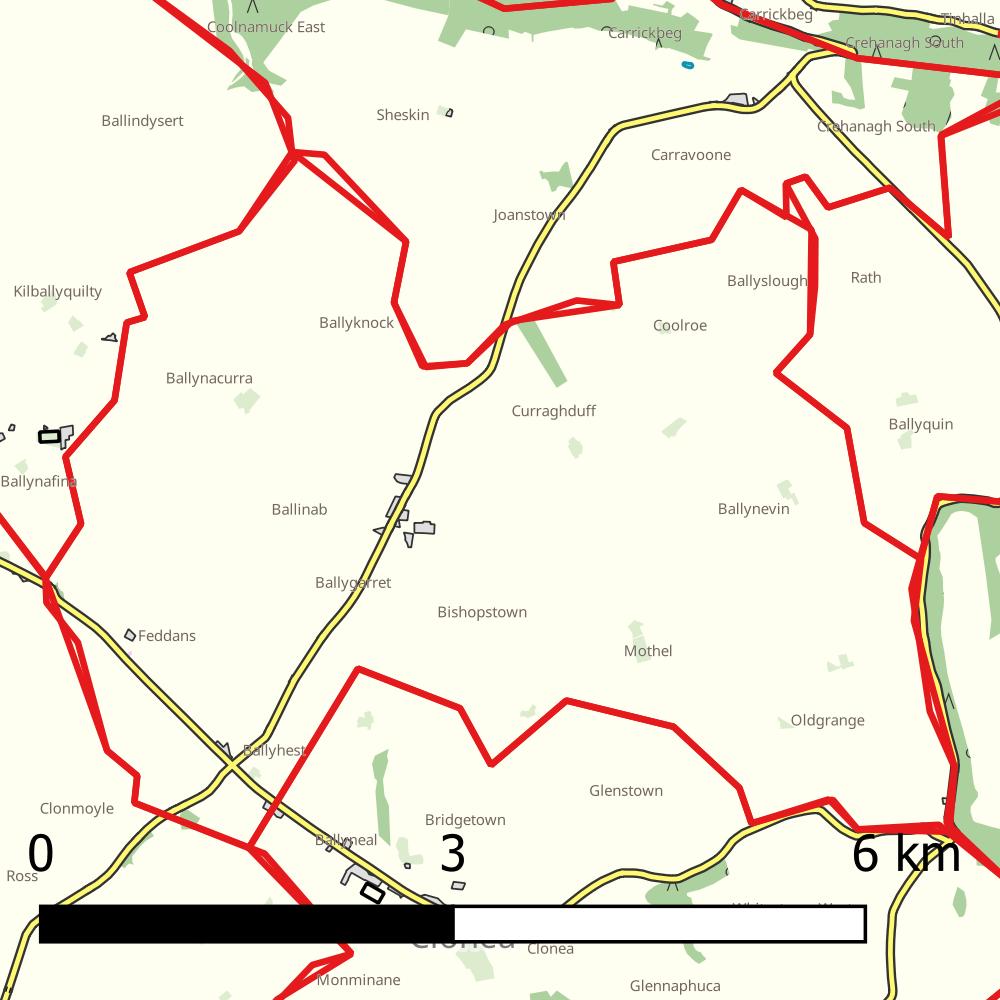 Coolnamuck East
Carrickbeg
Tinhalla
Carrickbeg
Crehanagh South
Ballindysert
Sheskin
Crehanagh South
Carravoone
Joanstown
Kilballyquilty
Ballyslough
Rath
Ballyknock
Coolroe
Ballynacurra
Curraghduff
Ballyquin
Ballynafina
Ballinab
Ballynevin
Ballygarret
Bishopstown
Feddans
Mothel
Oldgrange
Ballyhest
Glenstown
Clonmoyle
Bridgetown
Ballyneal
0 3 6 km
Ross
Clonea
Clonea
Monminane
Glennaphuca